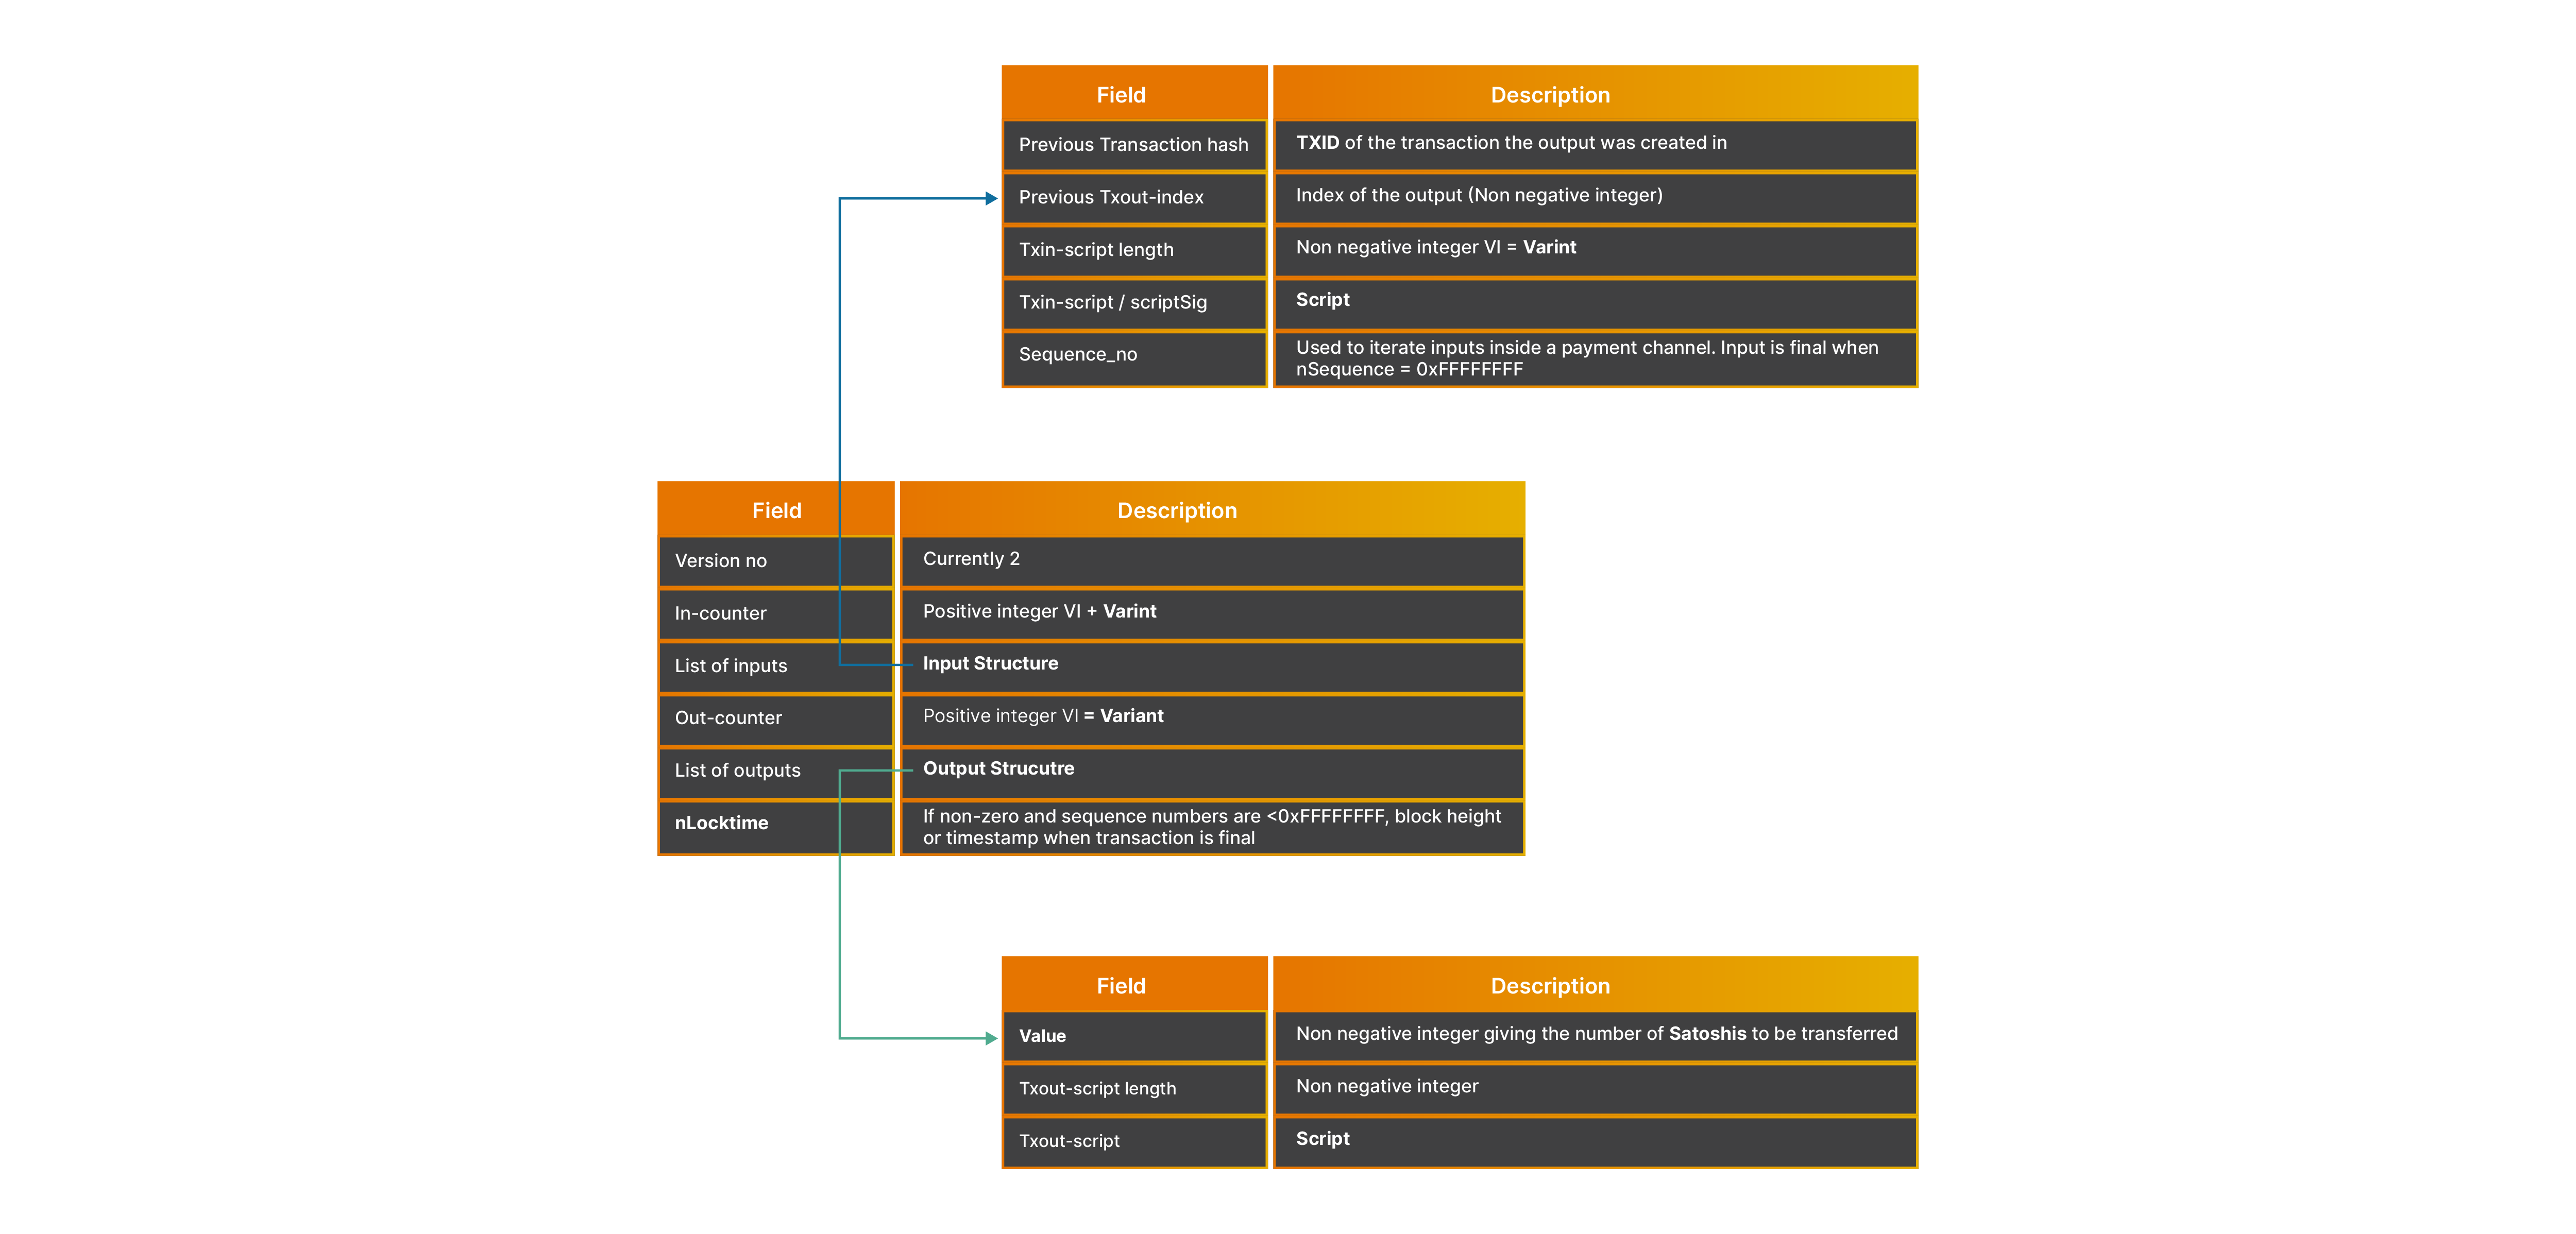 Field Description
Previous Transaction hash TXID of the transaction the output was created in
Previous Txout-index Index of the output (Non negative integer)
Txin-script length Non negative integer VI = Varint
Txin-script / scriptSig Script
Sequence_no Used to iterate inputs inside a payment channel. Input is final when
nSequence = 0xFFFFFFFF
Field Description
Version no Currently 2
In-counter Positive integer VI + Varint
List of inputs Input Structure
Out-counter Positive integer VI = Variant
List of outputs Output Strucutre
nLocktime If non-zero and sequence numbers are <0xFFFFFFFF, block height
or timestamp when transaction is final
Field Description
Value Non negative integer giving the number of Satoshis to be transferred
Txout-script length Non negative integer
Txout-script Script